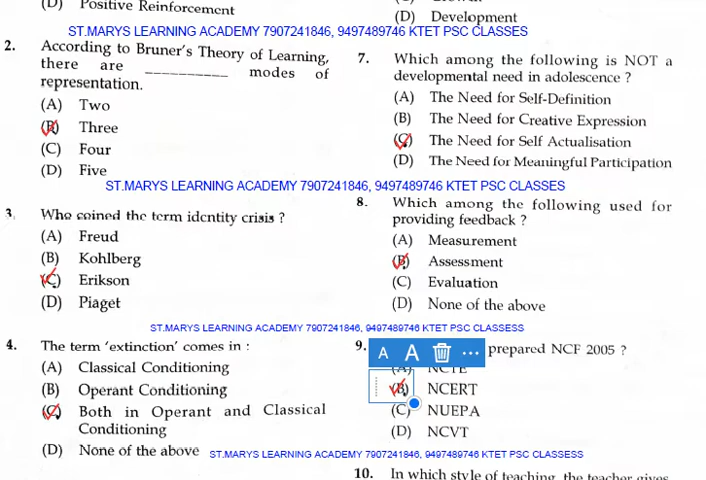 (D) Positive Reinforcement
ST.MARYS LEARNING ACADEMY 7907241846, 9497489746 KTET PSC CLASSES
2. According to Bruner's Theory of Learning,
there are __________ modes of
representation.
(A) Two
(B) Three
(C) Four
(D) Five
ST.MARYS LEARNING ACADEMY 7907241846, 9497489746 KTET PSC CLASSES
3. Who coined the term identity crisis ?
(A) Freud
(B) Kohlberg
(C) Erikson
(D) Piaget
ST.MARYS LEARNING ACADEMY 7907241846, 9497489746 KTET PSC CLASSESS
4. The term 'extinction' comes in :
(A) Classical Conditioning
(B) Operant Conditioning
(C) Both in Operant and Classical
Conditioning
(D) None of the above
ST.MARYS LEARNING ACADEMY 7907241846, 9497489746 KTET PSC CLASSESS
(D) Development
7. Which among the following is NOT a
developmental need in adolescence ?
(A) The Need for Self-Definition
(B) The Need for Creative Expression
(C) The Need for Self Actualisation
(D) The Need for Meaningful Participation
8. Which among the following used for
providing feedback ?
(A) Measurement
(B) Assessment
(C) Evaluation
(D) None of the above
A A ...
9. prepared NCF 2005 ?
(A) NCTE
(B) NCERT
(C) NUEPA
(D) NCVT
10. In which style of teaching, the teacher gives